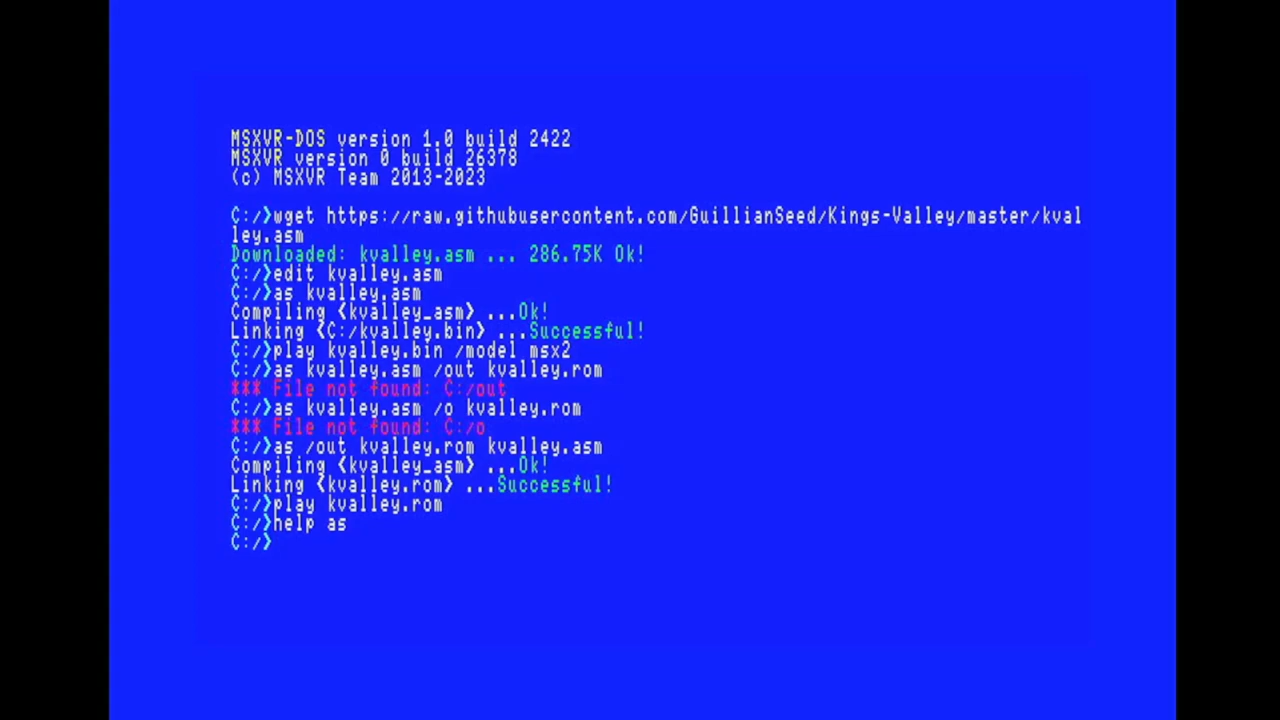 MSXVR-DOS version 1.0 build 2422
MSXVR version 0 build 26378
(c) MSXVR Team 2013-2023
C:/>wget https://raw.githubusercontent.com/GuillianSeed/Kings-Valley/master/kval
ley.asm
Downloaded: kvalley.asm ... 286.75K Ok!
C:/>edit kvalley.asm
C:/>as kvalley.asm
Compiling <kvalley_asm> ...Ok!
Linking <C:/kvalley.bin> ...Successful!
C:/>play kvalley.bin /model msx2
C:/>as kvalley.asm /out kvalley.rom
*** File not found: C:/out
C:/>as kvalley.asm /o kvalley.rom
*** File not found: C:/o
C:/>as /out kvalley.rom kvalley.asm
Compiling <kvalley_asm> ...Ok!
Linking <kvalley.rom> ...Successful!
C:/>play kvalley.rom
C:/>help as
C:/>